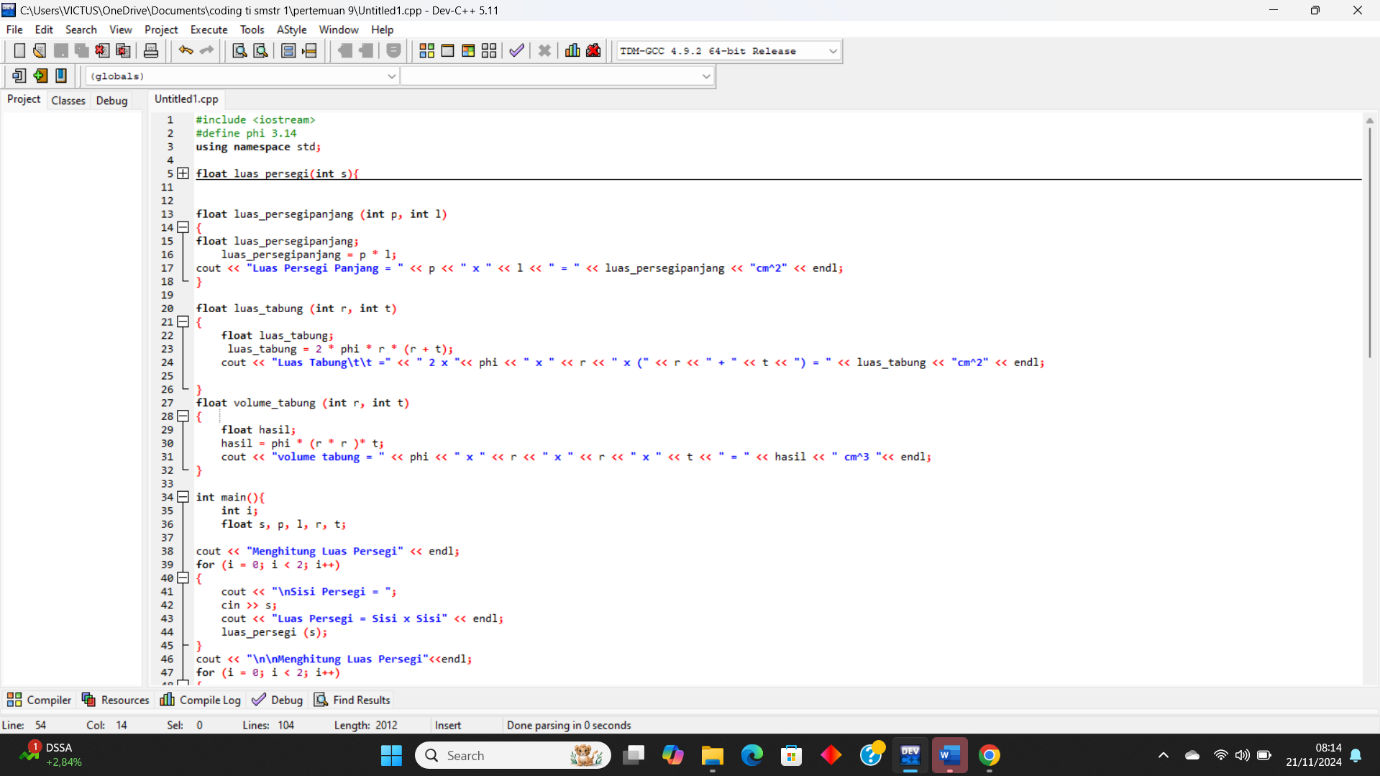 C:\Users\VICTUS\OneDrive\Documents\coding ti smstr 1\pertemuan 9\Untitled1.cpp - Dev-C++ 5.11
File Edit Search View Project Execute Tools AStyle Window Help
TDM-GCC 4.9.2 64-bit Release
(globals)
Project Classes Debug Untitled1.cpp
1 #include <iostream>
2 #define phi 3.14
3 using namespace std;
4
5 float luas_persegi(int s){
11
12
13 float luas_persegipanjang (int p, int l)
14 {
15 float luas_persegipanjang;
16 luas_persegipanjang = p * l;
17 cout << "Luas Persegi Panjang = " << p << " x " << l << " = " << luas_persegipanjang << "cm^2" << endl;
18 }
19
20 float luas_tabung (int r, int t)
21 {
22 float luas_tabung;
23 luas_tabung = 2 * phi * r * (r + t);
24 cout << "Luas Tabung\t\t =" << " 2 x "<< phi << " x " << r << " x (" << r << " + " << t << ") = " << luas_tabung << "cm^2" << endl;
25
26 }
27 float volume_tabung (int r, int t)
28 {
29 float hasil;
30 hasil = phi * (r * r )* t;
31 cout << "volume tabung = " << phi << " x " << r << " x " << r << " x " << t << " = " << hasil << " cm^3 "<< endl;
32 }
33
34 int main(){
35 int i;
36 float s, p, l, r, t;
37
38 cout << "Menghitung Luas Persegi" << endl;
39 for (i = 0; i < 2; i++)
40 {
41 cout << "\nSisi Persegi = ";
42 cin >> s;
43 cout << "Luas Persegi = Sisi x Sisi" << endl;
44 luas_persegi (s);
45 }
46 cout << "\n\nMenghitung Luas Persegi"<<endl;
47 for (i = 0; i < 2; i++)
Compiler Resources Compile Log Debug Find Results
Line: 54 Col: 14 Sel: 0 Lines: 104 Length: 2012 Insert Done parsing in 0 seconds
1 DSSA
+2,84%
Search
DEV
W
08:14
21/11/2024